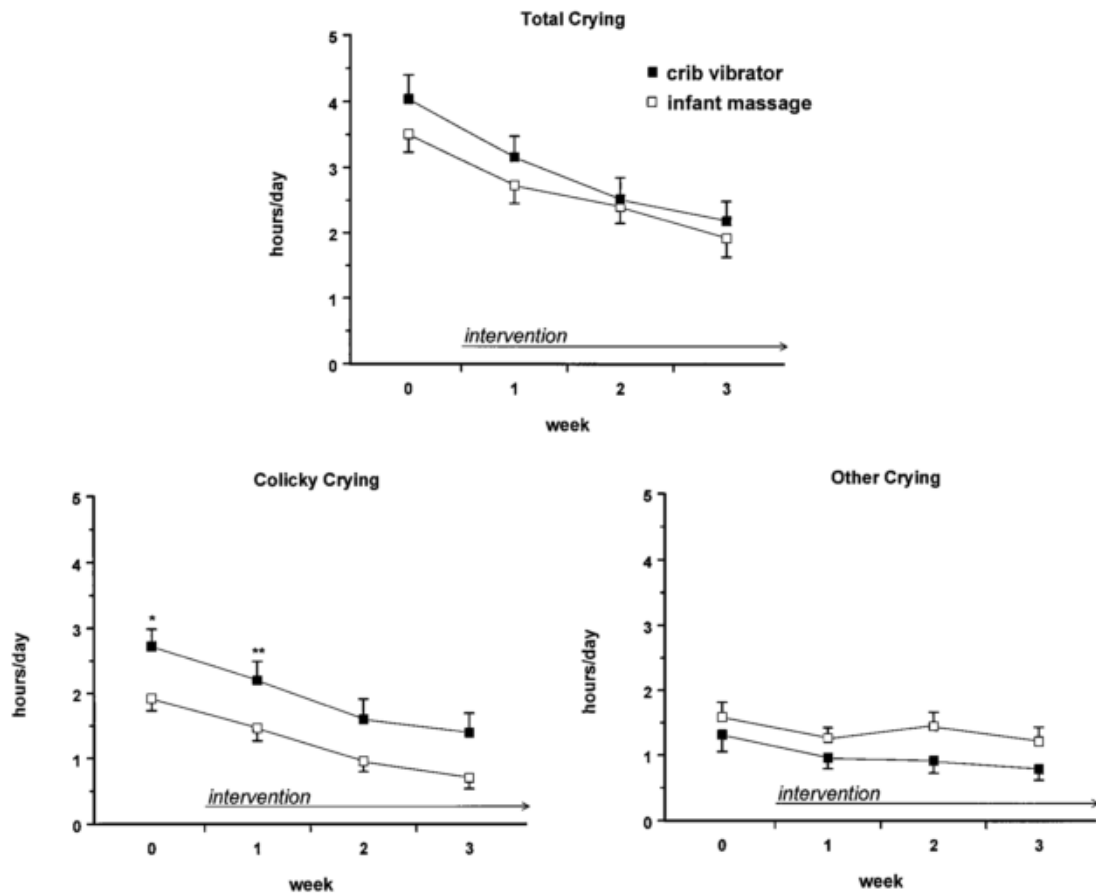 Total Crying
5
4
3
2
1
0
hours/day
■ crib vibrator
□ infant massage
intervention
0 1 2 3
week
Colicky Crying
5
4
3
2
1
0
hours/day
*
**
intervention
0 1 2 3
week
Other Crying
5
4
3
2
1
0
hours/day
intervention
0 1 2 3
week